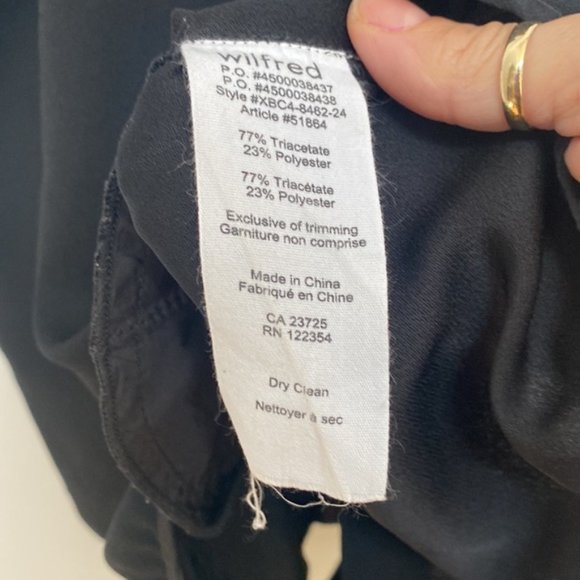 wilfred
P.O. #4500038437
P.O. #4500038438
Style #XBC4-8462-24
Article #51864
77% Triacetate
23% Polyester
77% Triacétate
23% Polyester
Exclusive of trimming
Garniture non comprise
Made in China
Fabriqué en Chine
CA 23725
RN 122354
Dry Clean
Nettoyer à sec